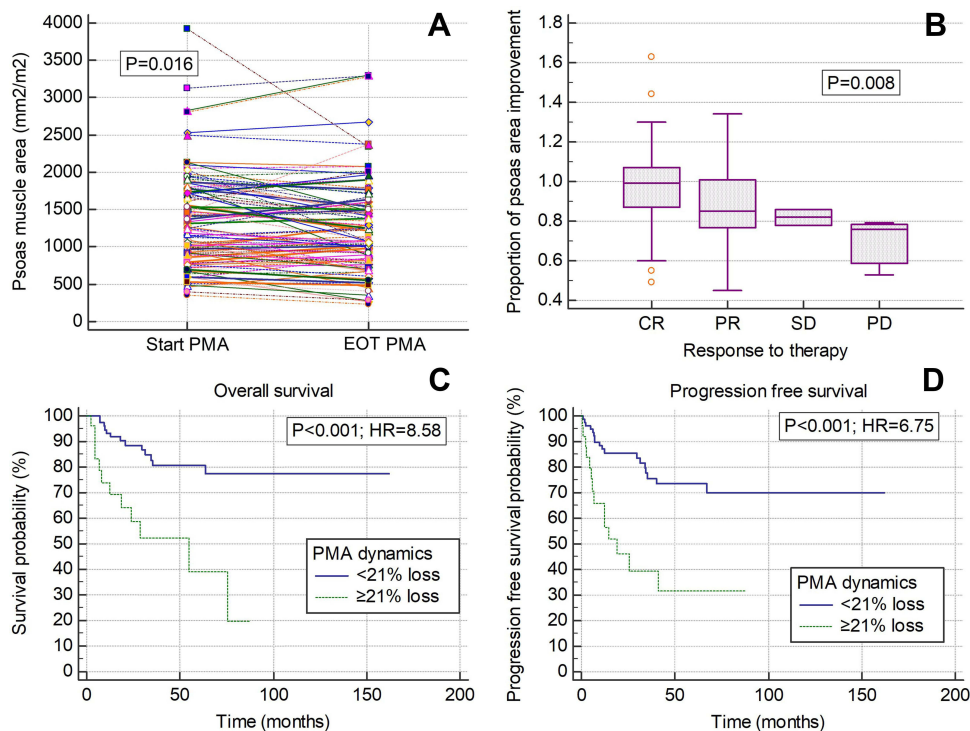 A
Psoas muscle area (mm2/m2)
4000
3500
3000
2500
2000
1500
1000
500
0
P=0.016
Start PMA
EOT PMA
B
Proportion of psoas area improvement
1.8
1.6
1.4
1.2
1.0
0.8
0.6
0.4
P=0.008
CR
PR
SD
PD
Response to therapy
C
Overall survival
Survival probability (%)
100
90
80
70
60
50
40
30
20
10
0
P<0.001; HR=8.58
PMA dynamics
<21% loss
≥21% loss
0
50
100
150
200
Time (months)
D
Progression free survival
Progression free survival probability (%)
100
90
80
70
60
50
40
30
20
10
0
P<0.001; HR=6.75
PMA dynamics
<21% loss
≥21% loss
0
50
100
150
200
Time (months)